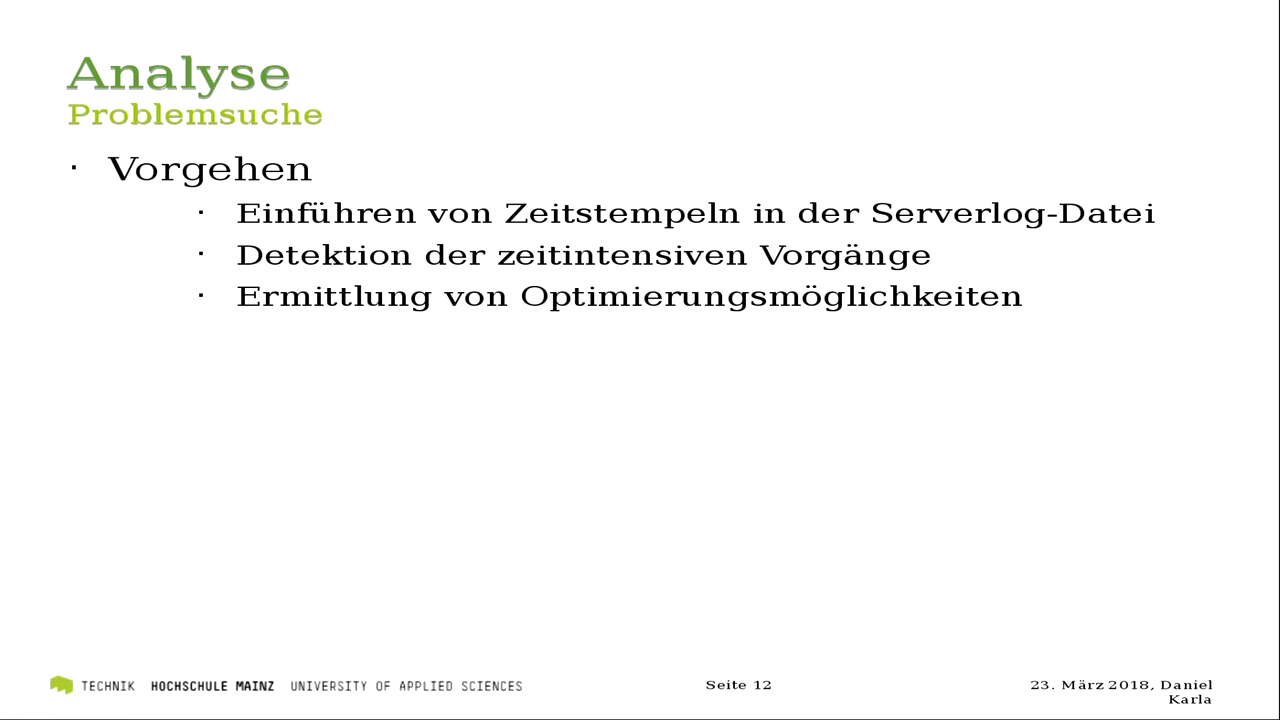 Analyse
Problemsuche
· Vorgehen
· Einführen von Zeitstempeln in der Serverlog-Datei
· Detektion der zeitintensiven Vorgänge
· Ermittlung von Optimierungsmöglichkeiten
TECHNIK HOCHSCHULE MAINZ UNIVERSITY OF APPLIED SCIENCES
Seite 12
23. März 2018, Daniel
Karla